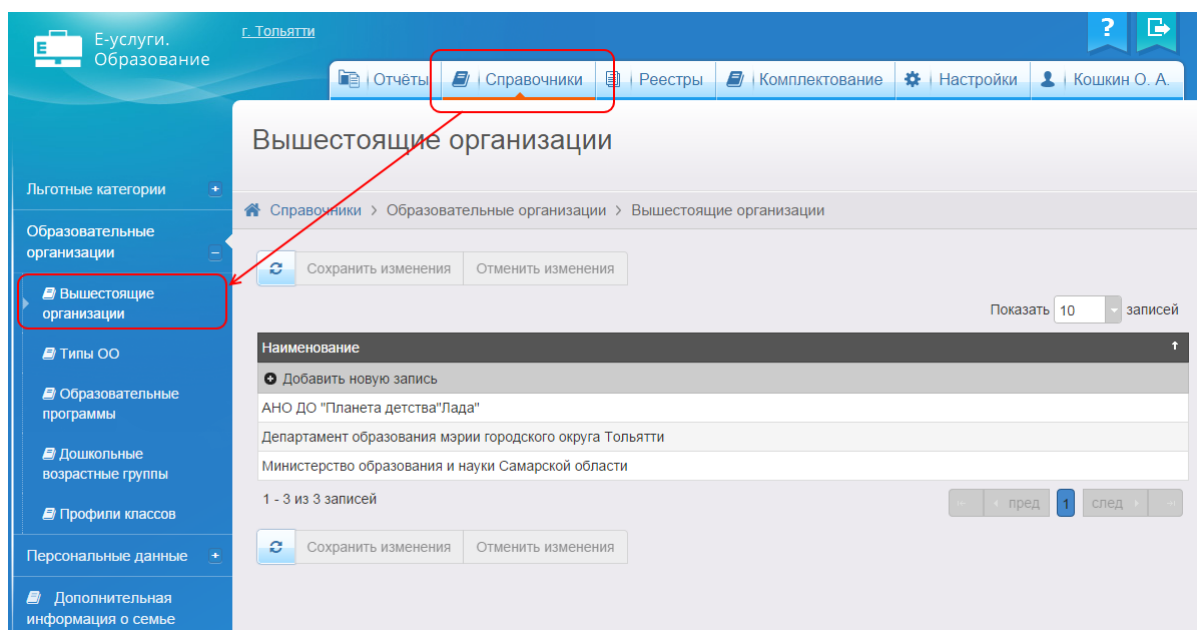 Е-услуги.
Образование
г. Тольятти
?
Отчёты
Справочники
Реестры
Комплектование
Настройки
Кошкин О. А.
Вышестоящие организации
Справочники > Образовательные организации > Вышестоящие организации
Льготные категории
Образовательные
организации
Вышестоящие
организации
Типы ОО
Образовательные
программы
Дошкольные
возрастные группы
Профили классов
Персональные данные
Дополнительная
информация о семье
Сохранить изменения
Отменить изменения
Показать 10 записей
Наименование
Добавить новую запись
АНО ДО "Планета детства"Лада"
Департамент образования мэрии городского округа Тольятти
Министерство образования и науки Самарской области
1 - 3 из 3 записей
пред 1 след
Сохранить изменения
Отменить изменения